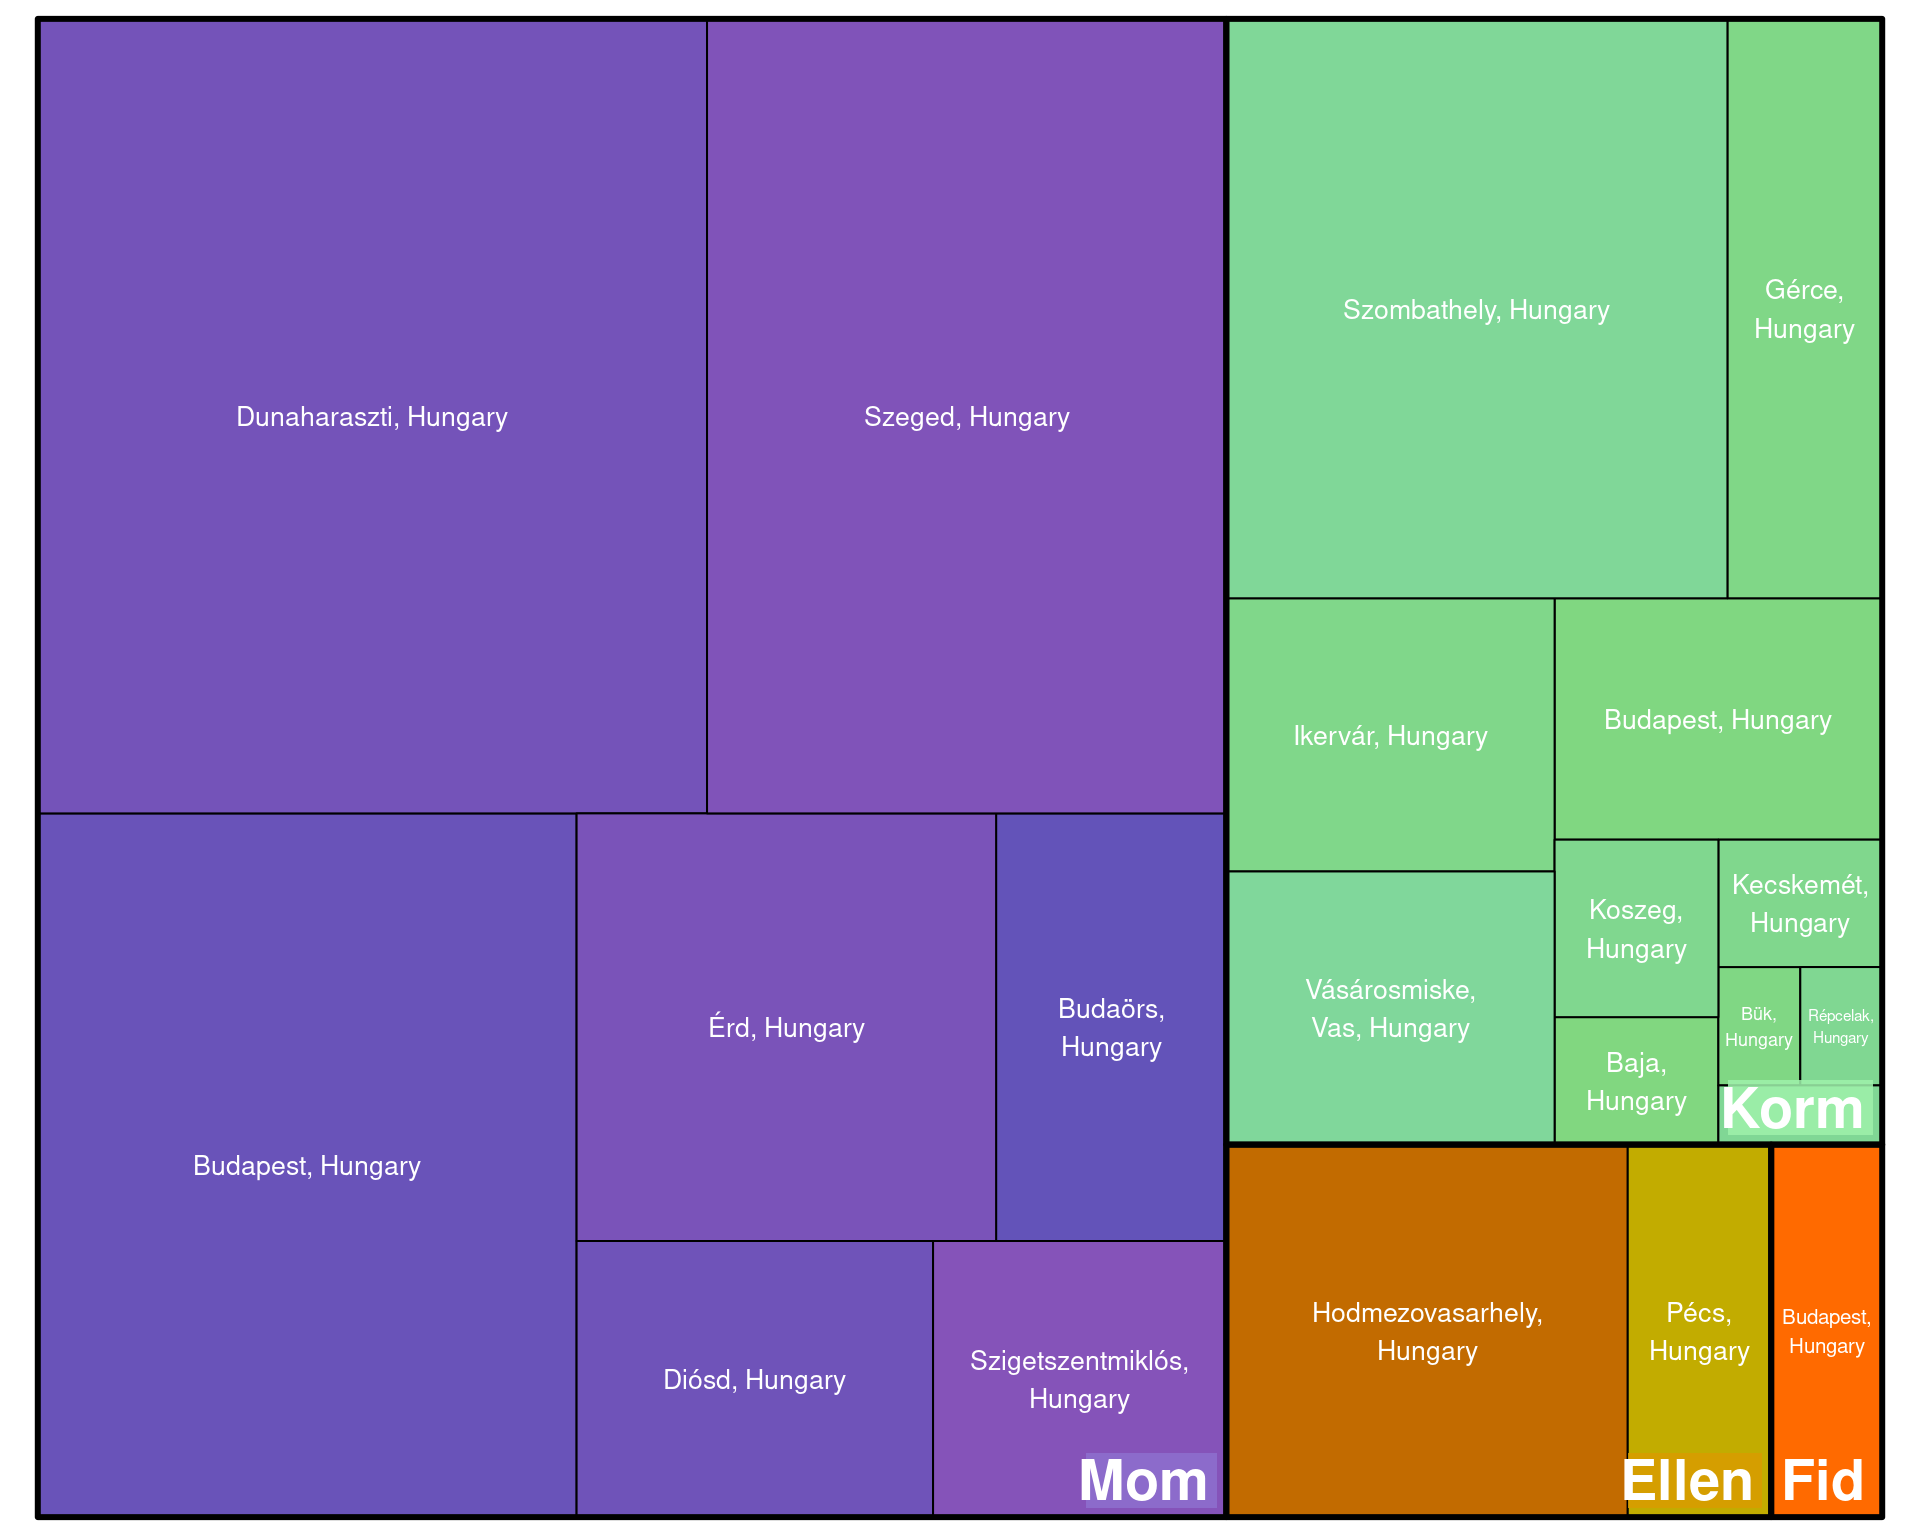 Dunaharaszti, Hungary
Szeged, Hungary
Budapest, Hungary
Érd, Hungary
Budaörs,
Hungary
Diósd, Hungary
Szigetszentmiklós,
Hungary
Mom
Szombathely, Hungary
Gérce,
Hungary
Ikervár, Hungary
Budapest, Hungary
Vásárosmiske,
Vas, Hungary
Koszeg,
Hungary
Kecskemét,
Hungary
Bük,
Hungary
Répcelak,
Hungary
Baja,
Hungary
Korm
Hodmezovasarhely,
Hungary
Pécs,
Hungary
Ellen
Budapest,
Hungary
Fid